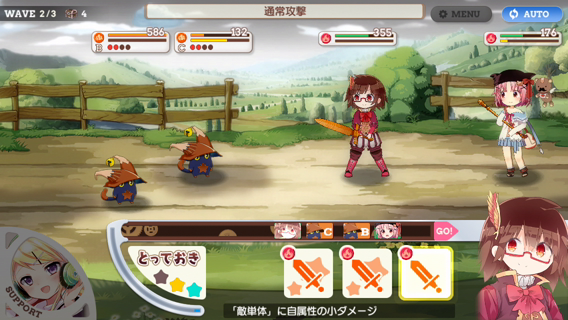 WAVE 2/3 4
通常攻撃
MENU
AUTO
586
B
132
C
355
176
C
B
GO!
とっておき
SUPPORT
「敵単体」に自属性の小ダメージ